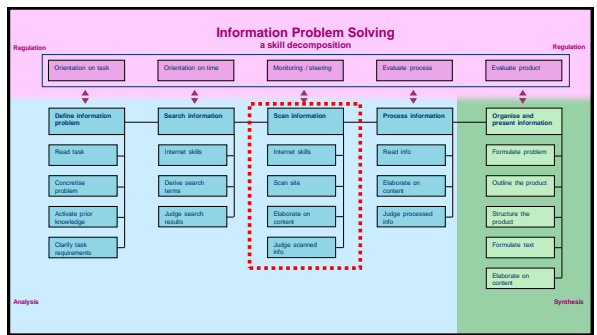 Information Problem Solving
a skill decomposition
Regulation
Regulation
Orientation on task
Orientation on time
Monitoring / steering
Evaluate process
Evaluate product
Define information
problem
Read task
Concretise
problem
Activate prior
knowledge
Clarify task
requirements
Search information
Internet skills
Derive search
terms
Judge search
results
Scan information
Internet skills
Scan site
Elaborate on
content
Judge scanned
info
Process information
Read info
Elaborate on
content
Judge processed
info
Organise and
present information
Formulate problem
Outline the product
Structure the
product
Formulate text
Elaborate on
content
Analysis
Synthesis